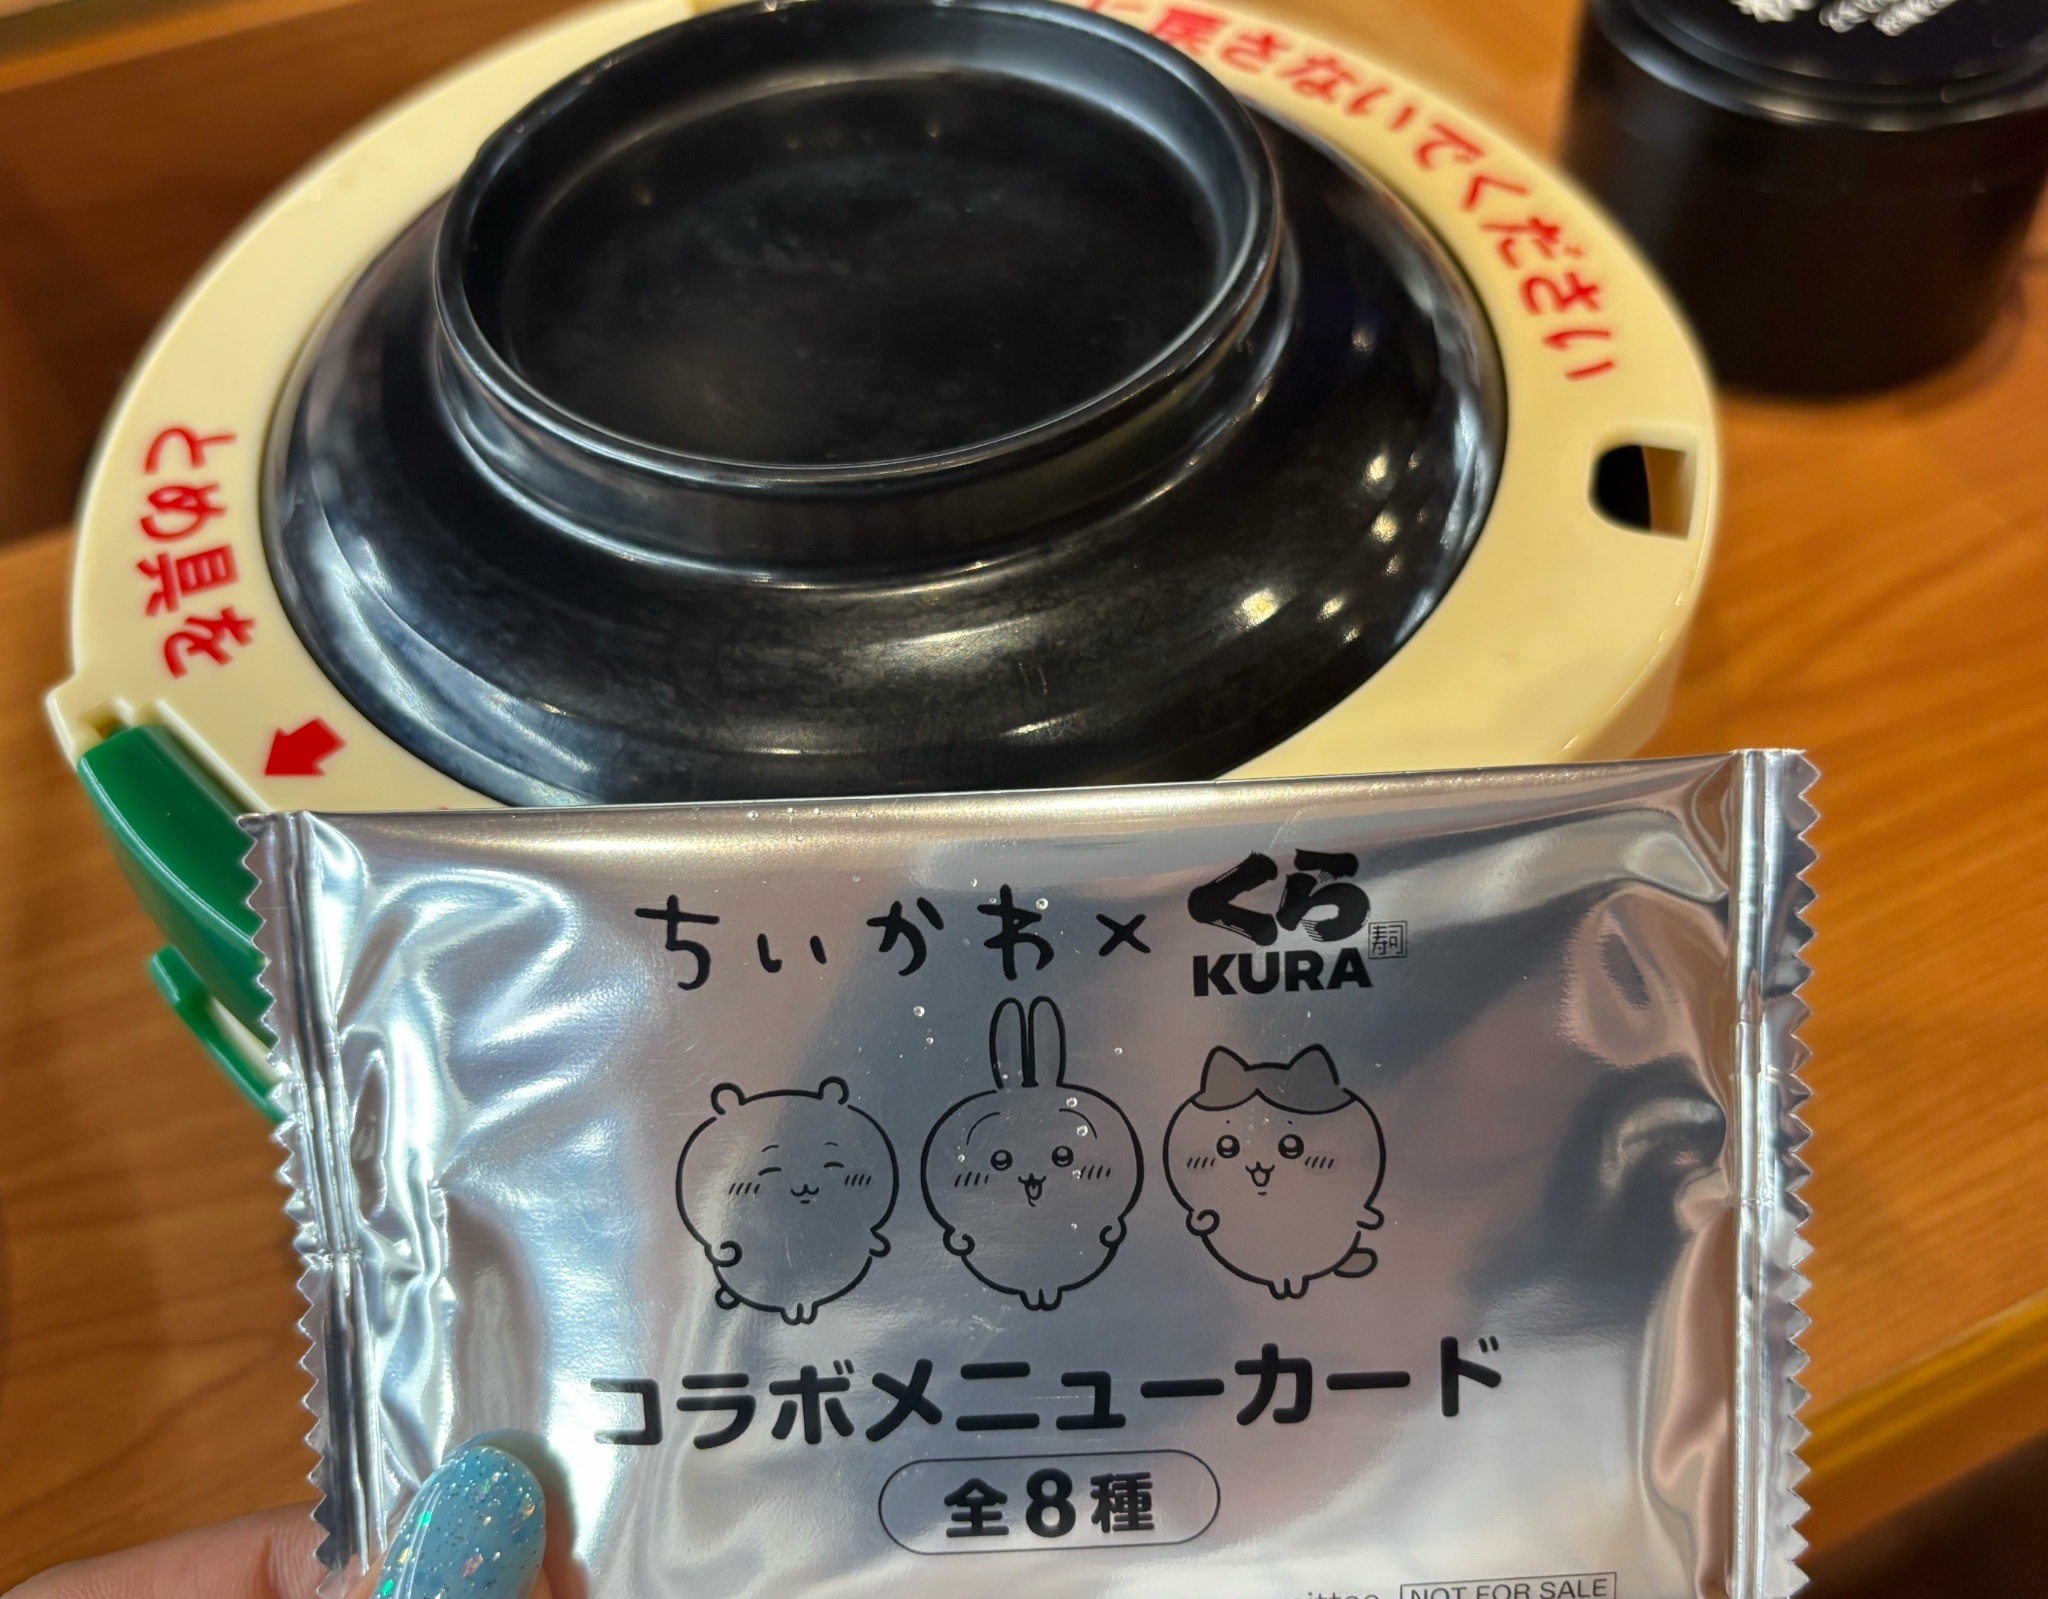 戻さないでください
とめ具を
ちいかわ×くら寿司
KURA
コラボメニューカード
全8種
NOT FOR SALE